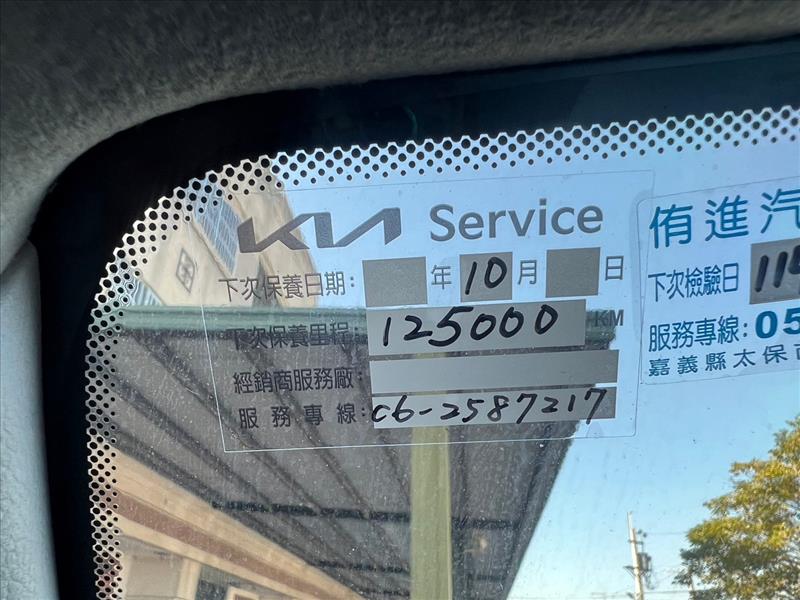 KIA Service
下次保養日期: 年 10 月 日
下次保養里程: 125000 KM
經銷商服務廠:
服務專線: 06-2587217
侑進汽
下次檢驗日 114
服務專線: 05
嘉義縣太保市